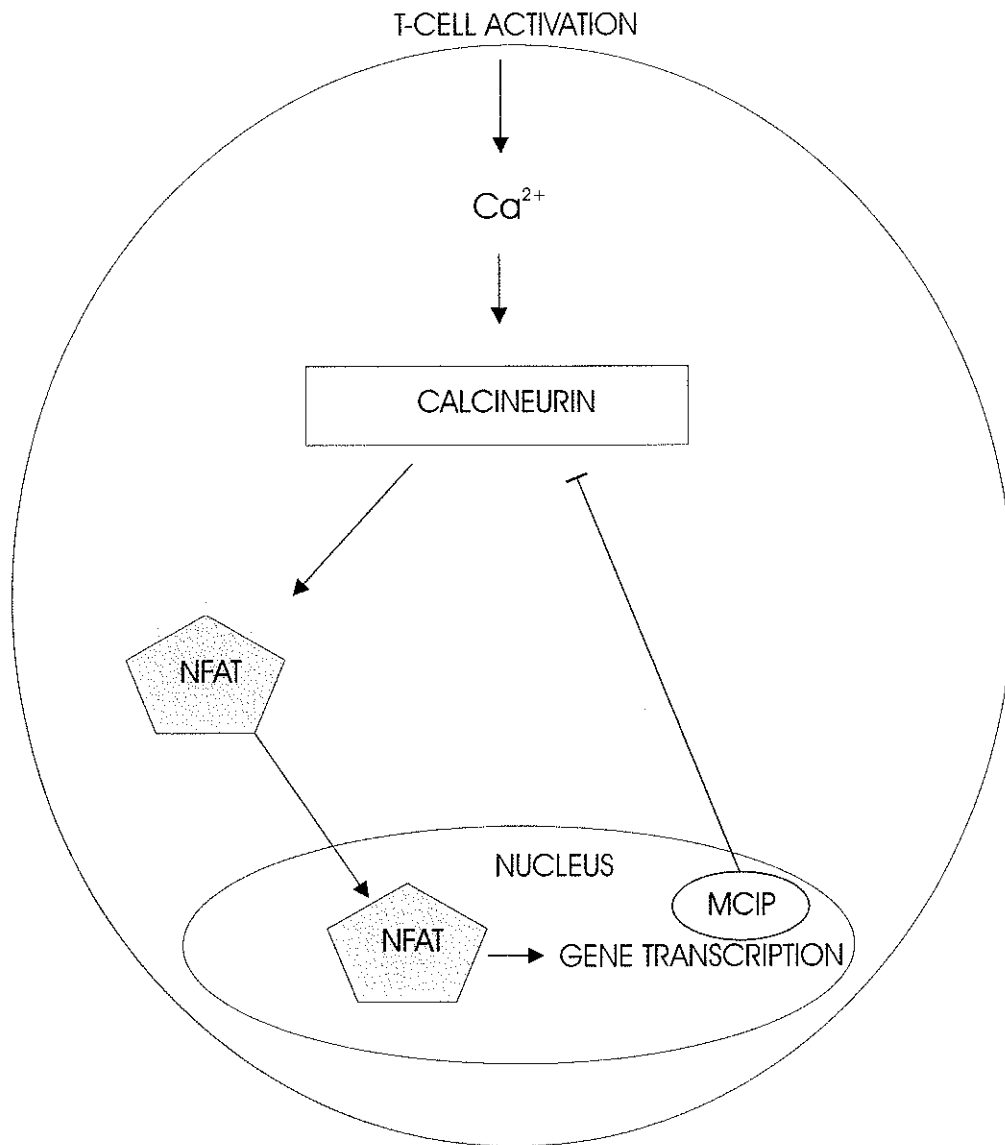 T-CELL ACTIVATION
Ca²⁺
CALCINEURIN
NFAT
NUCLEUS
MCIP
NFAT
GENE TRANSCRIPTION